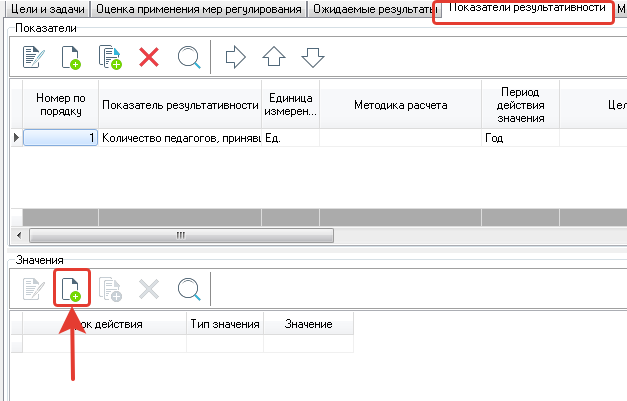 Цели и задачи Оценка применения мер регулирования Ожидаемые результаты Показатели результативности М
Показатели
Номер по порядку Показатель результативности Единица измерен... Методика расчета Период действия значения Цел
1 Количество педагогов, приняв Ед. Год
Значения
ок действия Тип значения Значение